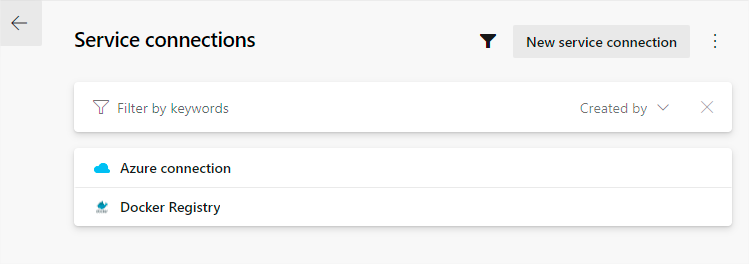 Service connections
New service connection
Filter by keywords
Created by
Azure connection
Docker Registry